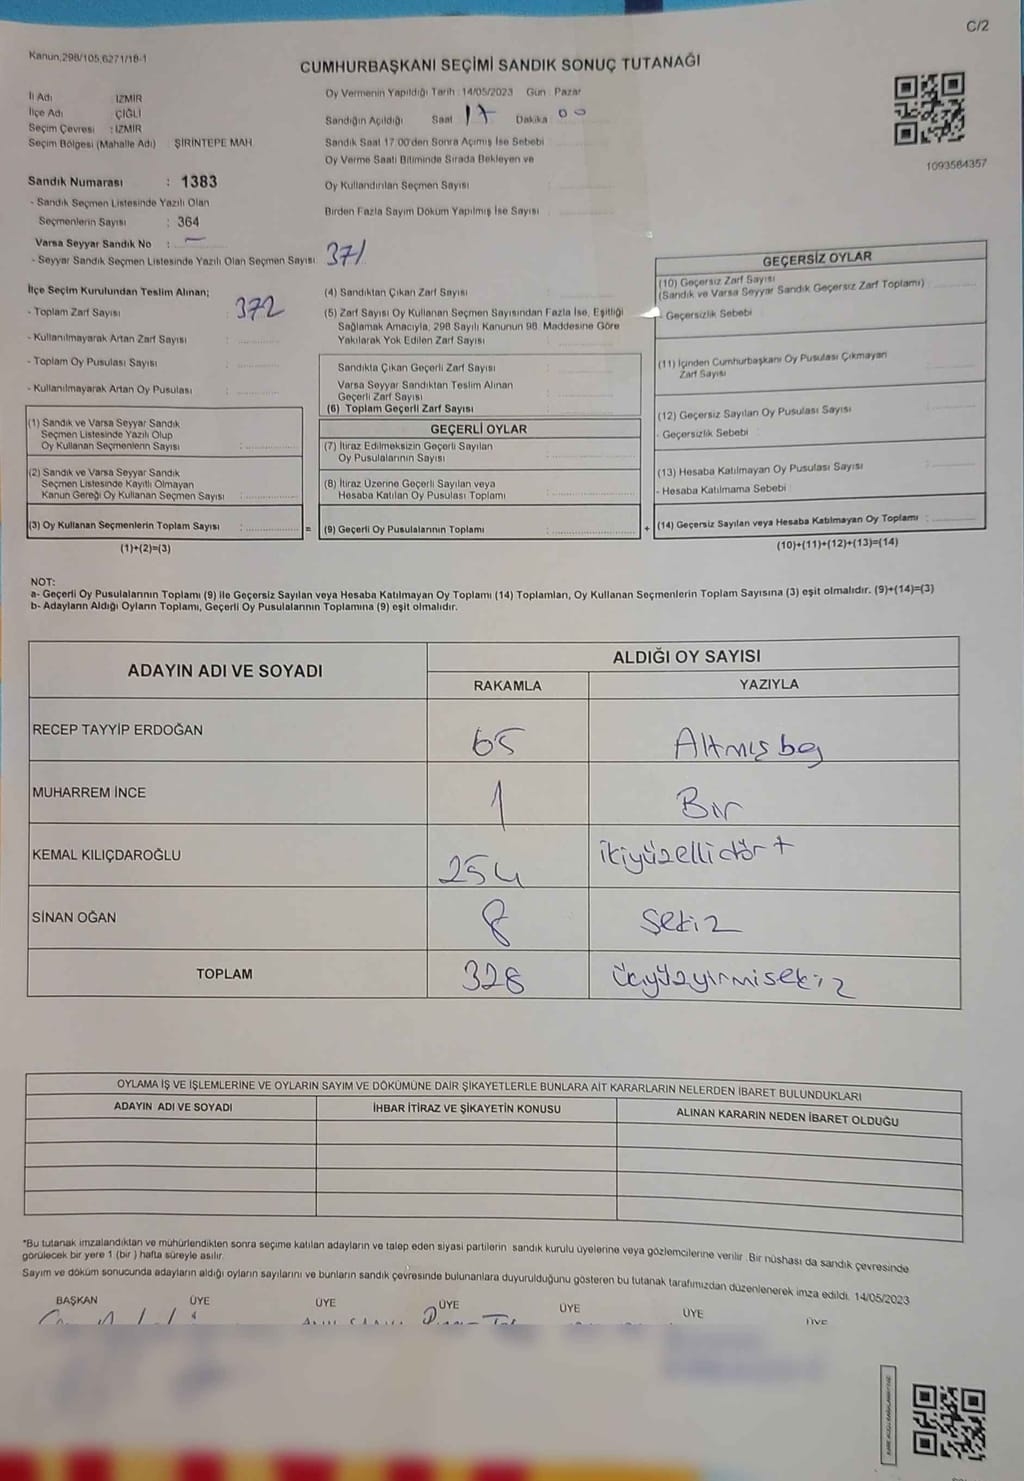 C/2
Kanun,298/105,6271/18-1
CUMHURBAŞKANI SEÇİMİ SANDIK SONUÇ TUTANAĞI
İl Adı : İZMİR
İlçe Adı : ÇİĞLİ
Seçim Çevresi : İZMİR
Seçim Bölgesi (Mahalle Adı) ŞİRİNTEPE MAH
Sandık Numarası : 1383
- Sandık Seçmen Listesinde Yazılı Olan
Seçmenlerin Sayısı : 364
Varsa Seyyar Sandık No : —
- Seyyar Sandık Seçmen Listesinde Yazılı Olan Seçmen Sayısı 371
Oy Vermenin Yapıldığı Tarih : 14/05/2023 Gün : Pazar
Sandığın Açıldığı Saat 17 Dakika 00
Sandık Saat 17:00'den Sonra Açımış İse Sebebi
Oy Verme Saati Bitiminde Sırada Bekleyen ve
Oy Kullandırılan Seçmen Sayısı
Birden Fazla Sayım Döküm Yapılmış İse Sayısı
1093564357
İlçe Seçim Kurulundan Teslim Alınan;
- Toplam Zarf Sayısı 372
- Kullanılmayarak Artan Zarf Sayısı
- Toplam Oy Pusulası Sayısı
- Kullanılmayarak Artan Oy Pusulası
(1) Sandık ve Varsa Seyyar Sandık
Seçmen Listesinde Yazılı Olup
Oy Kullanan Seçmenlerin Sayısı
(2) Sandık ve Varsa Seyyar Sandık
Seçmen Listesinde Kayıtlı Olmayan
Kanun Gereği Oy Kullanan Seçmen Sayısı
(3) Oy Kullanan Seçmenlerin Toplam Sayısı
(1)+(2)=(3)
(4) Sandıktan Çıkan Zarf Sayısı
(5) Zarf Sayısı Oy Kullanan Seçmen Sayısından Fazla İse, Eşitliği
Sağlamak Amacıyla, 298 Sayılı Kanunun 98. Maddesine Göre
Yakılarak Yok Edilen Zarf Sayısı
Sandıkta Çıkan Geçerli Zarf Sayısı
Varsa Seyyar Sandıktan Teslim Alınan
Geçerli Zarf Sayısı
(6) Toplam Geçerli Zarf Sayısı
GEÇERLİ OYLAR
(7) İtiraz Edilmeksizin Geçerli Sayılan
Oy Pusulalarının Sayısı
(8) İtiraz Üzerine Geçerli Sayılan veya
Hesaba Katılan Oy Pusulası Toplamı
= (9) Geçerli Oy Pusulalarının Toplamı
GEÇERSİZ OYLAR
(10) Geçersiz Zarf Sayısı
(Sandık ve Varsa Seyyar Sandık Geçersiz Zarf Toplamı)
- Geçersizlik Sebebi
(11) İçinden Cumhurbaşkanı Oy Pusulası Çıkmayan
Zarf Sayısı
(12) Geçersiz Sayılan Oy Pusulası Sayısı
- Geçersizlik Sebebi
(13) Hesaba Katılmayan Oy Pusulası Sayısı
- Hesaba Katılmama Sebebi
+ (14) Geçersiz Sayılan veya Hesaba Katılmayan Oy Toplamı
(10)+(11)+(12)+(13)=(14)
NOT:
a- Geçerli Oy Pusulalarının Toplamı (9) ile Geçersiz Sayılan veya Hesaba Katılmayan Oy Toplamı (14) Toplamları, Oy Kullanan Seçmenlerin Toplam Sayısına (3) eşit olmalıdır. (9)+(14)=(3)
b- Adayların Aldığı Oyların Toplamı, Geçerli Oy Pusulalarının Toplamına (9) eşit olmalıdır.
ADAYIN ADI VE SOYADI
ALDIĞI OY SAYISI
RAKAMLA YAZIYLA
RECEP TAYYİP ERDOĞAN 65 Altmışbeş
MUHARREM İNCE 1 Bir
KEMAL KILIÇDAROĞLU 254 ikiyüzellidört
SİNAN OĞAN 8 Sekiz
TOPLAM 328 üçyüzyirmisekiz
OYLAMA İŞ VE İŞLEMLERİNE VE OYLARIN SAYIM VE DÖKÜMÜNE DAİR ŞİKAYETLERLE BUNLARA AİT KARARLARIN NELERDEN İBARET BULUNDUKLARI
ADAYIN ADI VE SOYADI İHBAR İTİRAZ VE ŞİKAYETİN KONUSU ALINAN KARARIN NEDEN İBARET OLDUĞU
*Bu tutanak imzalandıktan ve mühürlendikten sonra seçime katılan adayların ve talep eden siyasi partilerin sandık kurulu üyelerine veya gözlemcilerine verilir. Bir nüshası da sandık çevresinde
görülecek bir yere 1 (bir ) hafta süreyle asılır.
Sayım ve döküm sonucunda adayların aldığı oyların sayılarını ve bunların sandık çevresinde bulunanlara duyurulduğunu gösteren bu tutanak tarafımızdan düzenlenerek imza edildi. 14/05/2023
BAŞKAN ÜYE ÜYE ÜYE ÜYE ÜYE ÜYE